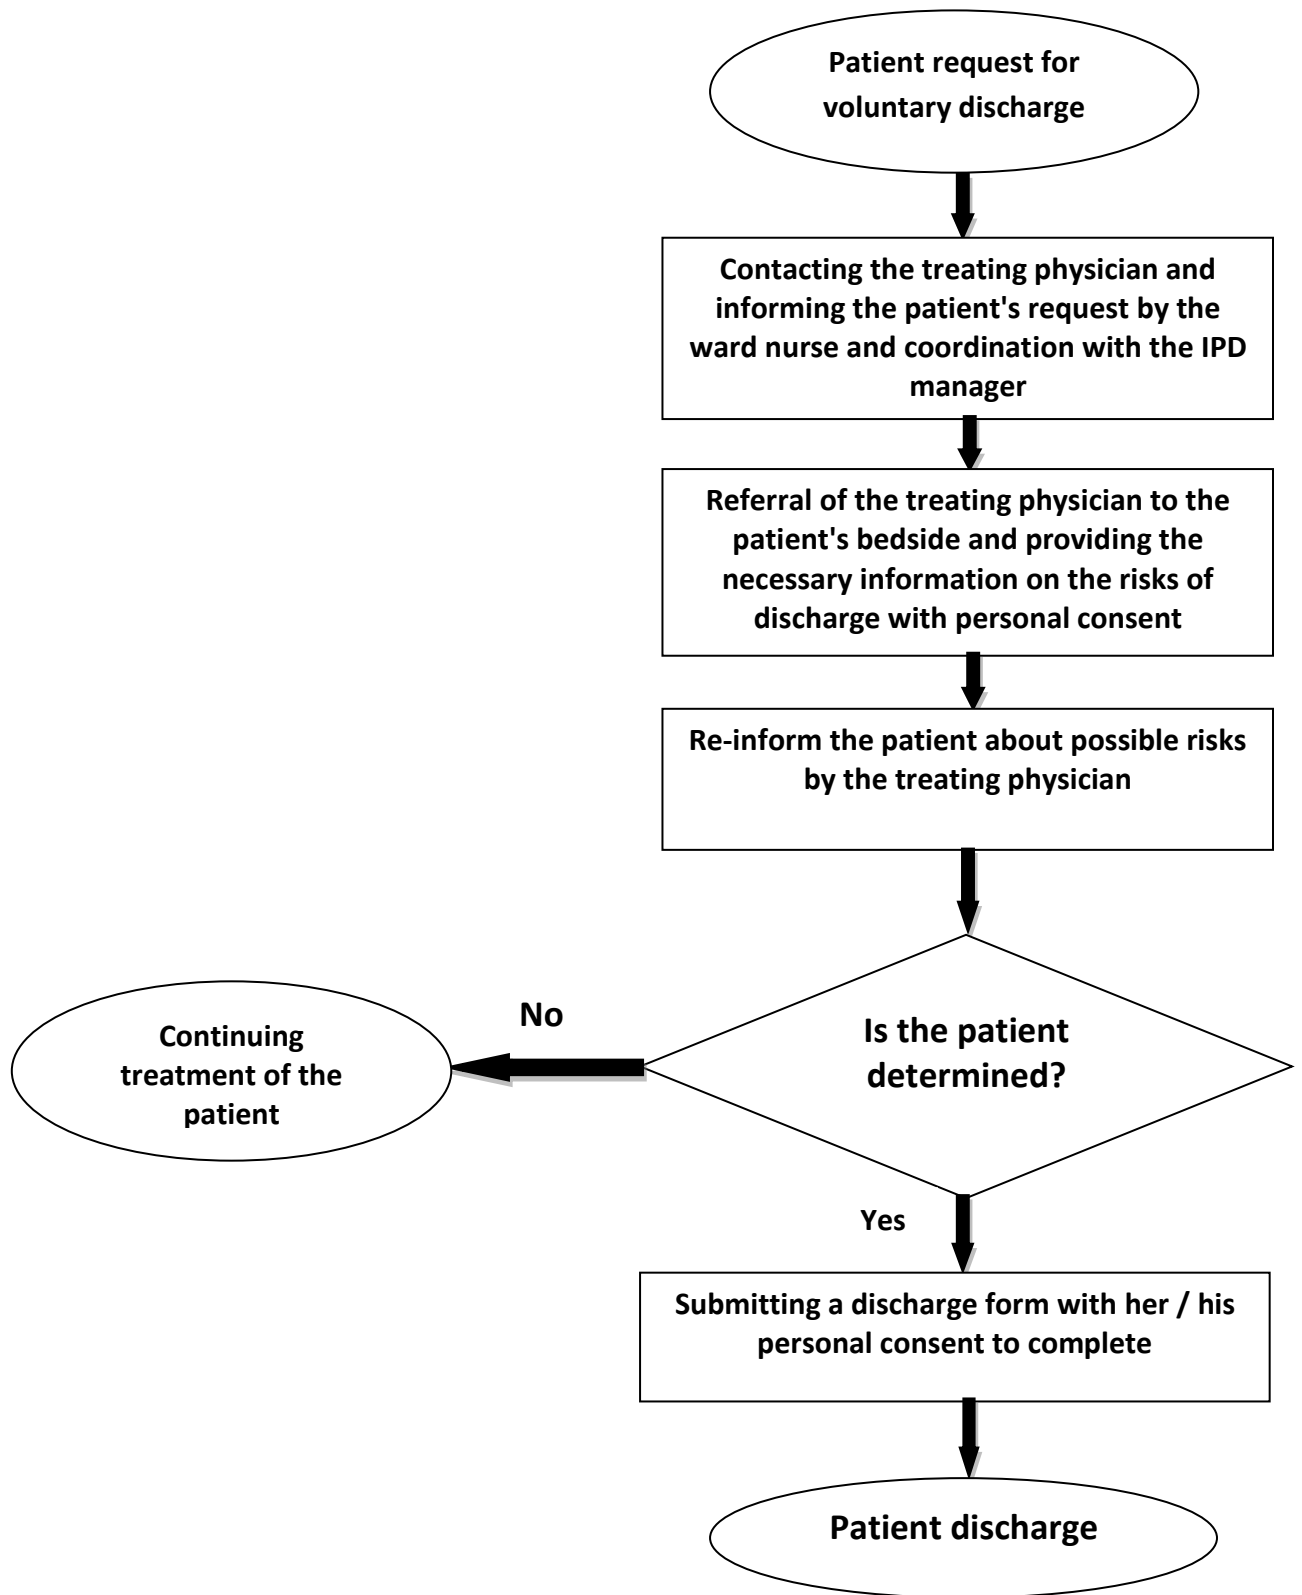 Patient request for
voluntary discharge
Contacting the treating physician and
informing the patient's request by the
ward nurse and coordination with the IPD
manager
Referral of the treating physician to the
patient's bedside and providing the
necessary information on the risks of
discharge with personal consent
Re-inform the patient about possible risks
by the treating physician
Is the patient
determined?
No
Continuing
treatment of the
patient
Yes
Submitting a discharge form with her / his
personal consent to complete
Patient discharge